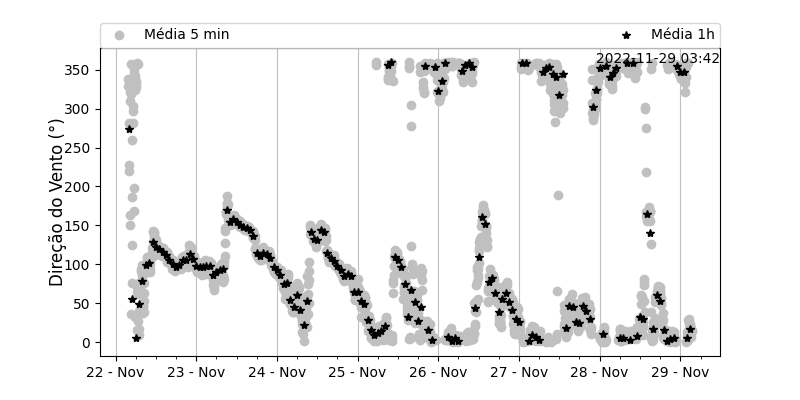 Média 5 min
Média 1h
2022-11-29 03:42
Direção do Vento (°)
350
300
250
200
150
100
50
0
22 - Nov
23 - Nov
24 - Nov
25 - Nov
26 - Nov
27 - Nov
28 - Nov
29 - Nov